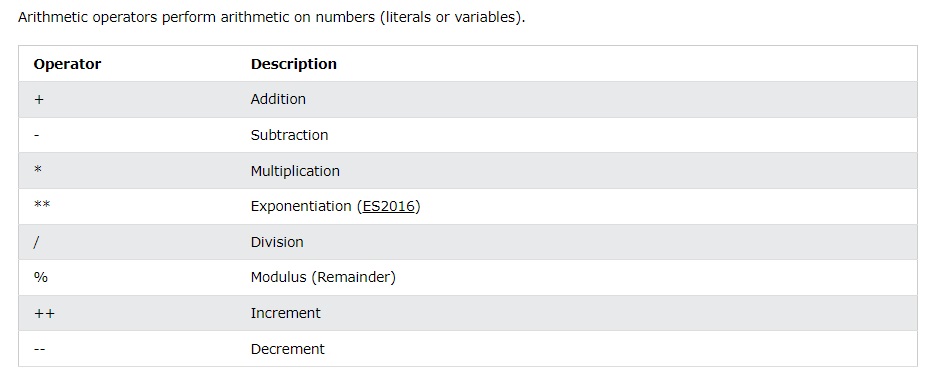 Arithmetic operators perform arithmetic on numbers (literals or variables).
Operator Description
+ Addition
- Subtraction
* Multiplication
** Exponentiation (ES2016)
/ Division
% Modulus (Remainder)
++ Increment
-- Decrement